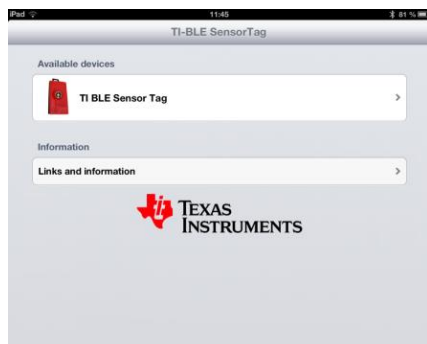 iPad 11:45 81 %
TI-BLE SensorTag
Available devices
TI BLE Sensor Tag
Information
Links and information
TEXAS
INSTRUMENTS